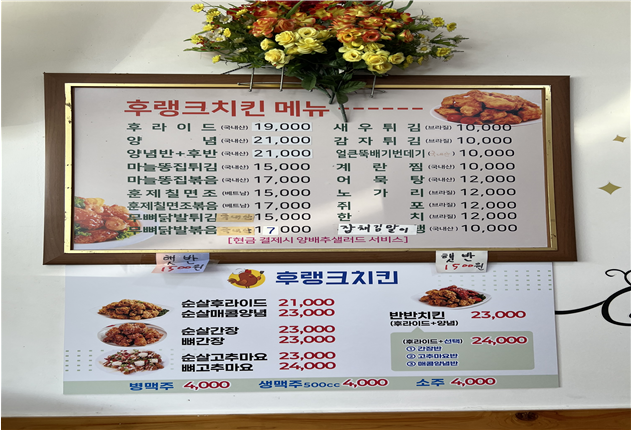 후랭크치킨 메뉴
후라이드(국내산) 19,000
양념(국내산) 21,000
양념반+후반(국내산) 21,000
마늘똥집튀김(국내산) 15,000
마늘똥집볶음(국내산) 17,000
훈제칠면조(베트남) 15,000
훈제칠면조볶음(베트남) 17,000
무뼈닭발튀김 15,000
무뼈닭발볶음 17,000
새우튀김(브라질) 10,000
감자튀김(브라질) 10,000
얼큰뚝배기번데기 10,000
계란찜(국내산) 10,000
어묵탕(국내산) 12,000
노가리(브라질) 12,000
쥐포(브라질) 12,000
한치(브라질) 12,000
잡채김말이 (국내산) 10,000
[현금 결제시 양배추샐러드 서비스]
햇반
1500원
햇반
1500원
후랭크치킨
순살후라이드 21,000
순살매콤양념 23,000
순살간장 23,000
뼈간장 23,000
순살고추마요 23,000
뼈고추마요 24,000
반반치킨 23,000
(후라이드+양념)
(후라이드+선택) 24,000
① 간장반
② 고추마요반
③ 매콤양념반
병맥주 4,000 생맥주500cc 4,000 소주 4,000